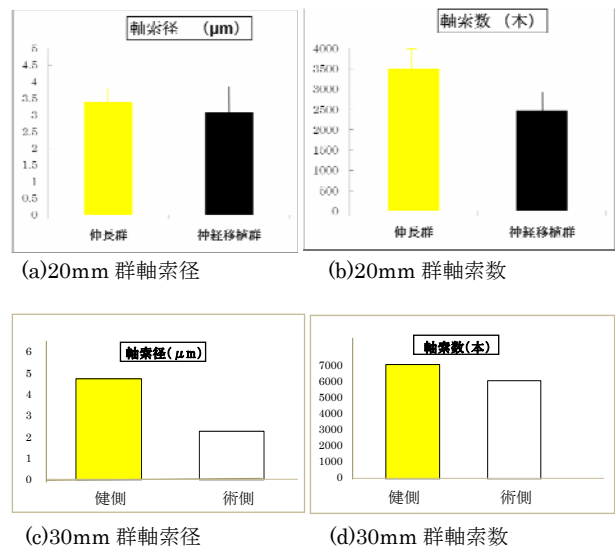 軸索径 (μm)
5
4.5
4
3.5
3
2.5
2
1.5
1
0.5
0
伸長群 神経移植群
(a)20mm 群軸索径
軸索数（本）
4000
3500
3000
2500
2000
1500
1000
500
0
伸長群 神経移植群
(b)20mm 群軸索数
軸索径(μm)
6
5
4
3
2
1
0
健側 術側
(c)30mm 群軸索径
軸索数(本)
7000
6000
5000
4000
3000
2000
1000
0
健側 術側
(d)30mm 群軸索数